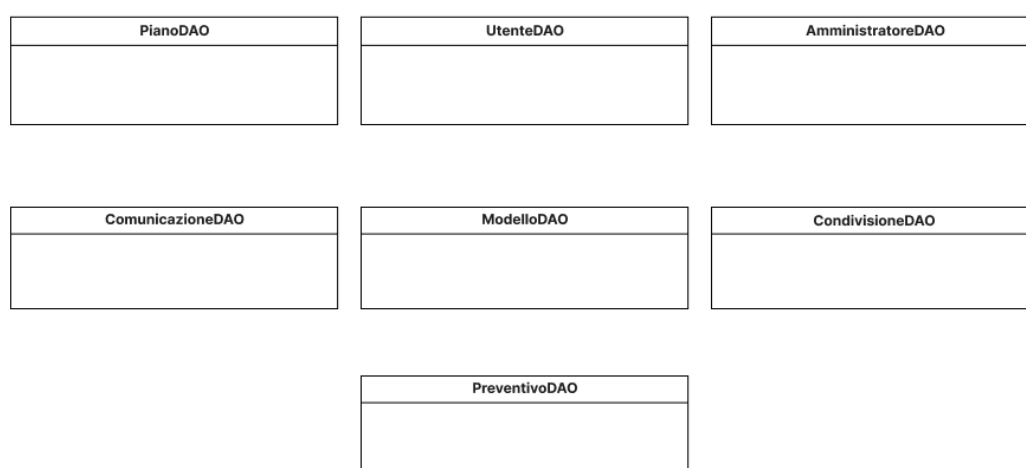 PianoDAO
UtenteDAO
AmministratoreDAO
ComunicazioneDAO
ModelloDAO
CondivisioneDAO
PreventivoDAO